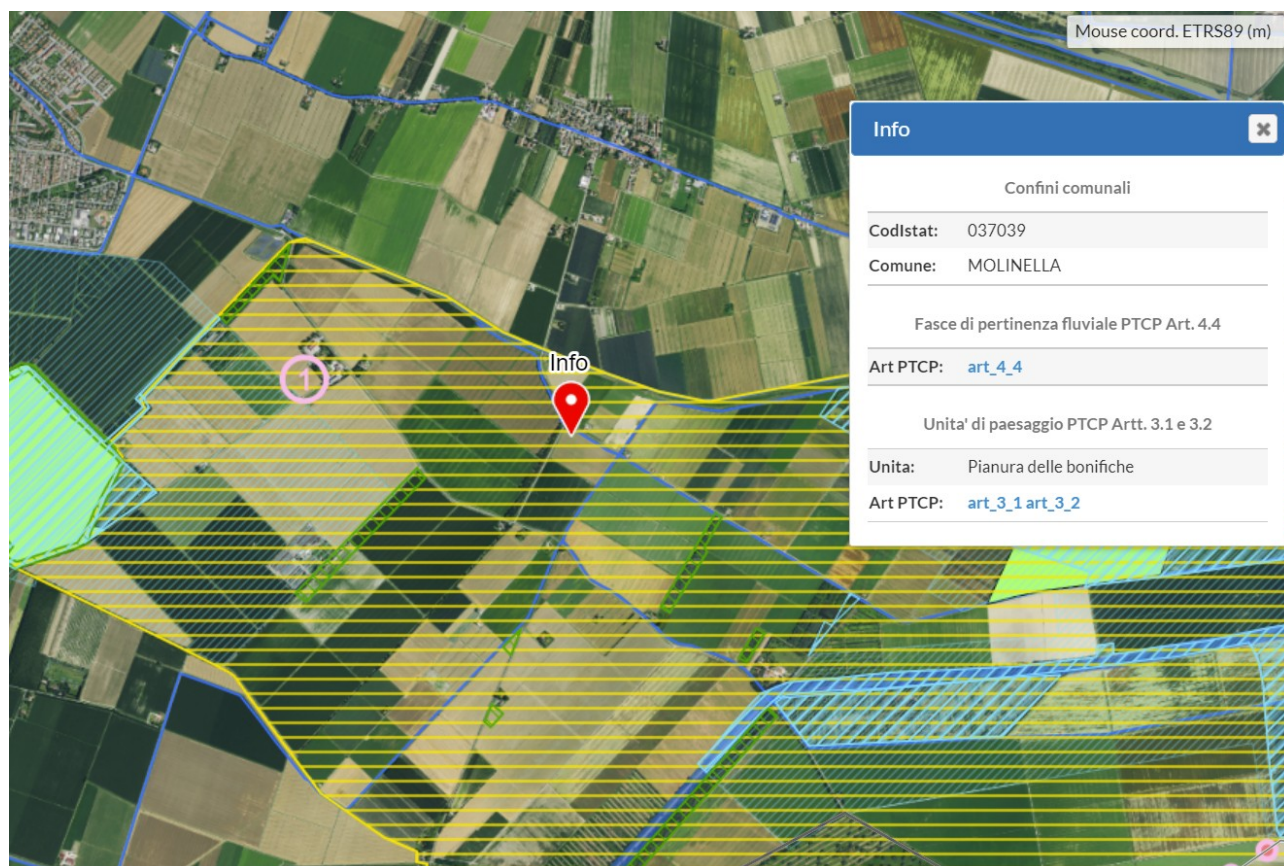 Mouse coord. ETRS89 (m)
Info
Confini comunali
CodIstat: 037039
Comune: MOLINELLA
Fasce di pertinenza fluviale PTCP Art. 4.4
Art PTCP: art_4_4
Unita' di paesaggio PTCP Artt. 3.1 e 3.2
Unita: Pianura delle bonifiche
Art PTCP: art_3_1 art_3_2
Info
1